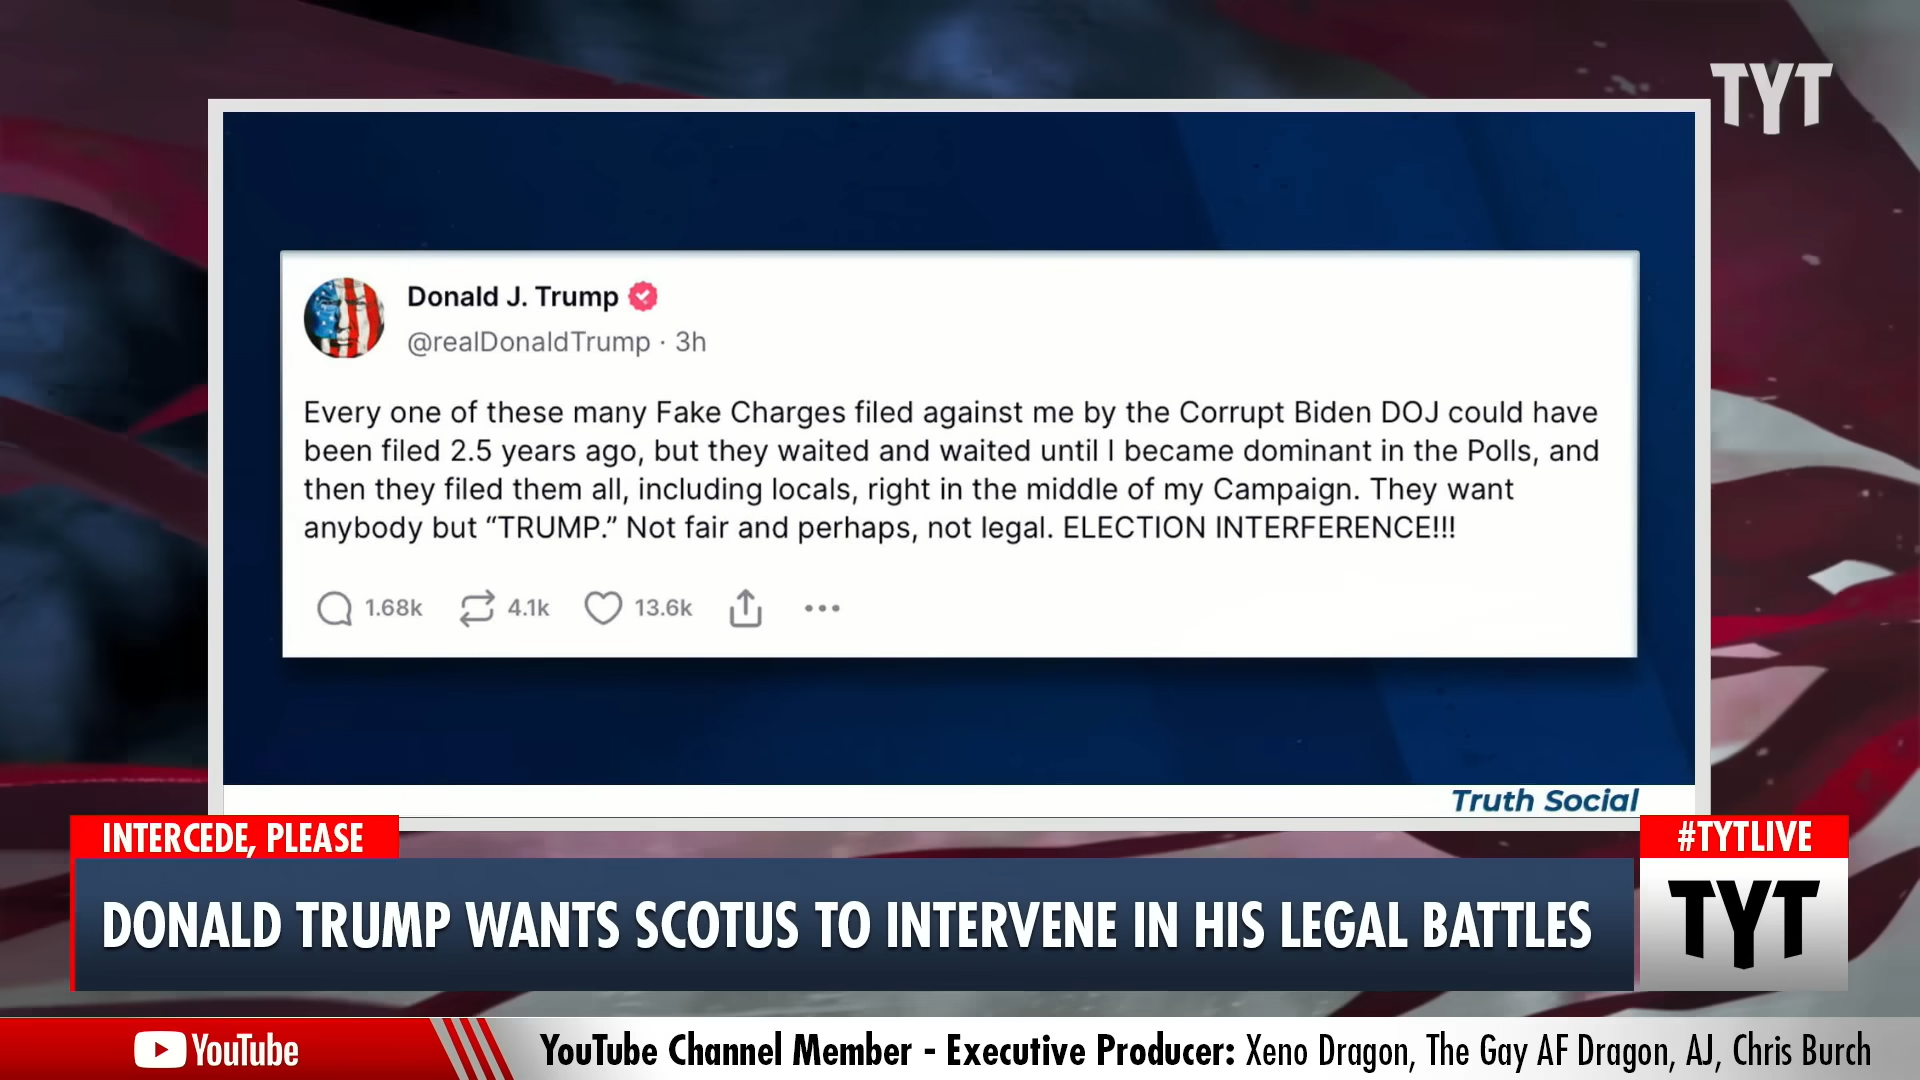 TYT
Donald J. Trump
@realDonaldTrump · 3h
Every one of these many Fake Charges filed against me by the Corrupt Biden DOJ could have
been filed 2.5 years ago, but they waited and waited until I became dominant in the Polls, and
then they filed them all, including locals, right in the middle of my Campaign. They want
anybody but “TRUMP.” Not fair and perhaps, not legal. ELECTION INTERFERENCE!!!
1.68k 4.1k 13.6k
Truth Social
INTERCEDE, PLEASE
#TYTLIVE
DONALD TRUMP WANTS SCOTUS TO INTERVENE IN HIS LEGAL BATTLES
TYT
YouTube
YouTube Channel Member - Executive Producer: Xeno Dragon, The Gay AF Dragon, AJ, Chris Burch